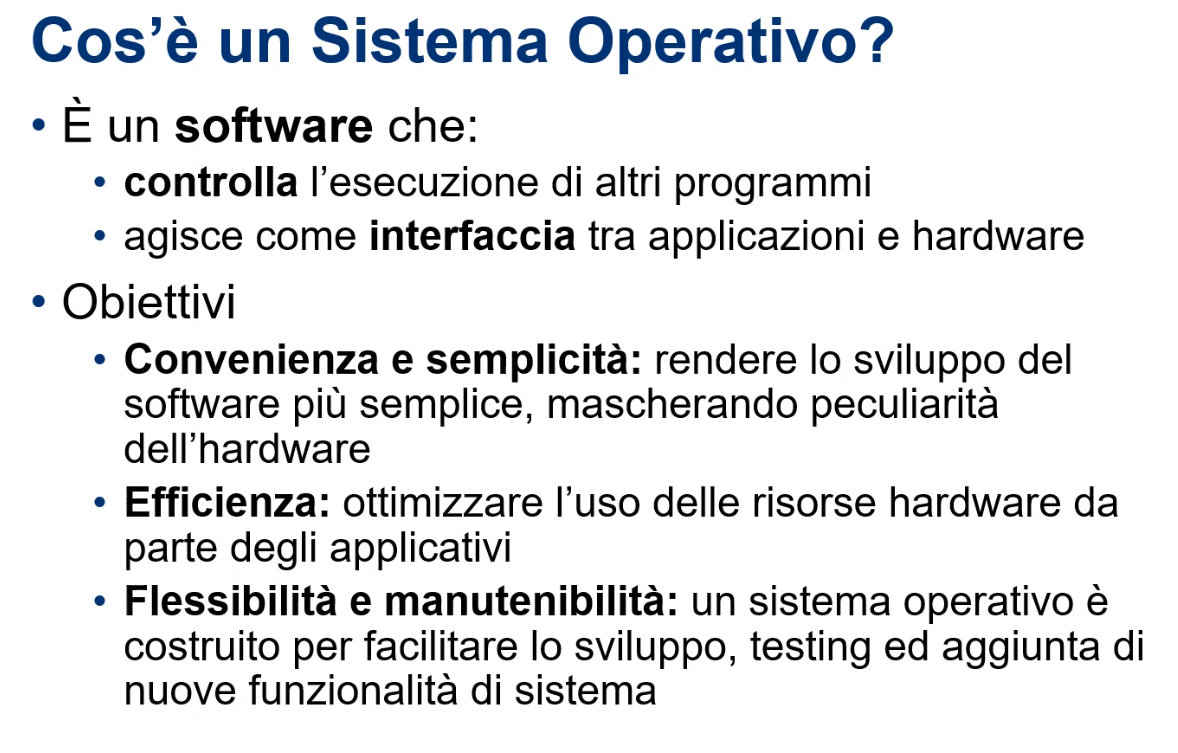 Cos’è un Sistema Operativo?
• È un software che:
• controlla l’esecuzione di altri programmi
• agisce come interfaccia tra applicazioni e hardware
• Obiettivi
• Convenienza e semplicità: rendere lo sviluppo del
software più semplice, mascherando peculiarità
dell’hardware
• Efficienza: ottimizzare l’uso delle risorse hardware da
parte degli applicativi
• Flessibilità e manutenibilità: un sistema operativo è
costruito per facilitare lo sviluppo, testing ed aggiunta di
nuove funzionalità di sistema